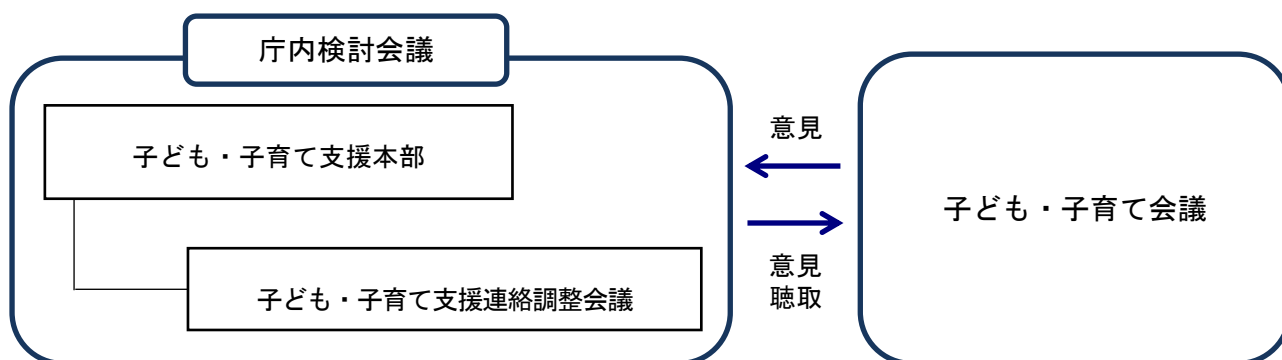 庁内検討会議
子ども・子育て支援本部
子ども・子育て支援連絡調整会議
意見
意見
聴取
子ども・子育て会議